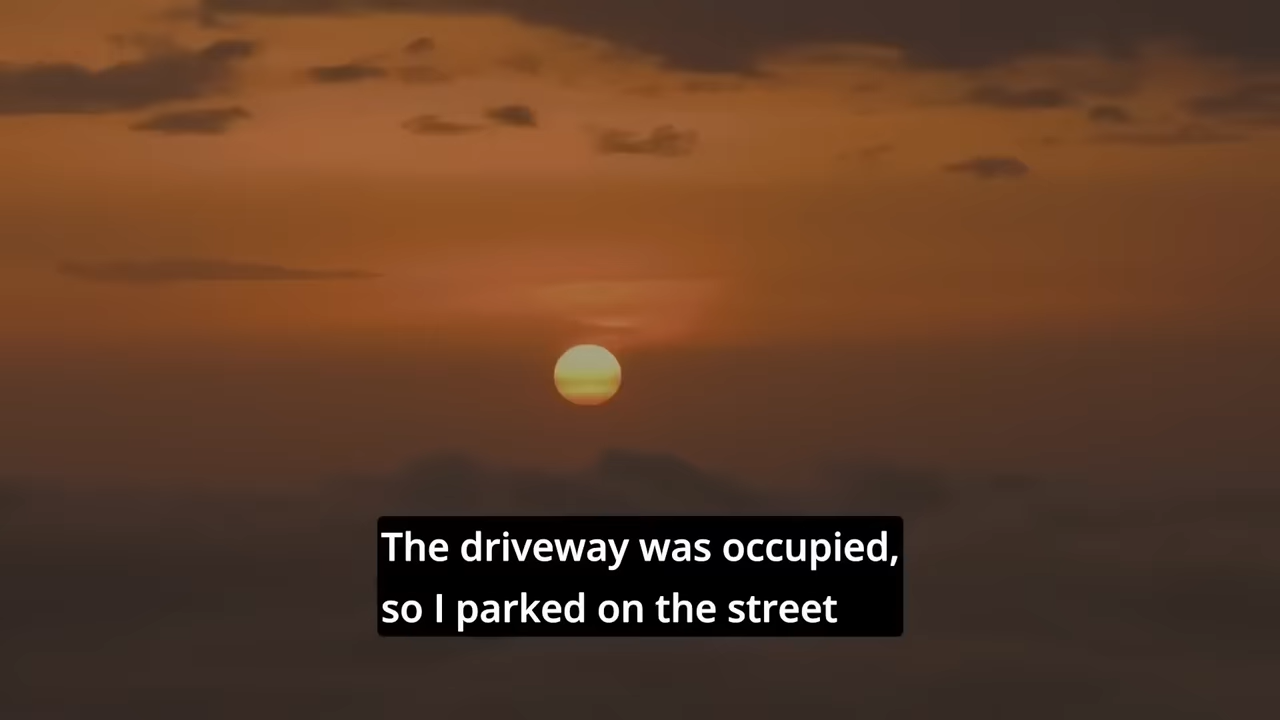 The driveway was occupied,
so I parked on the street